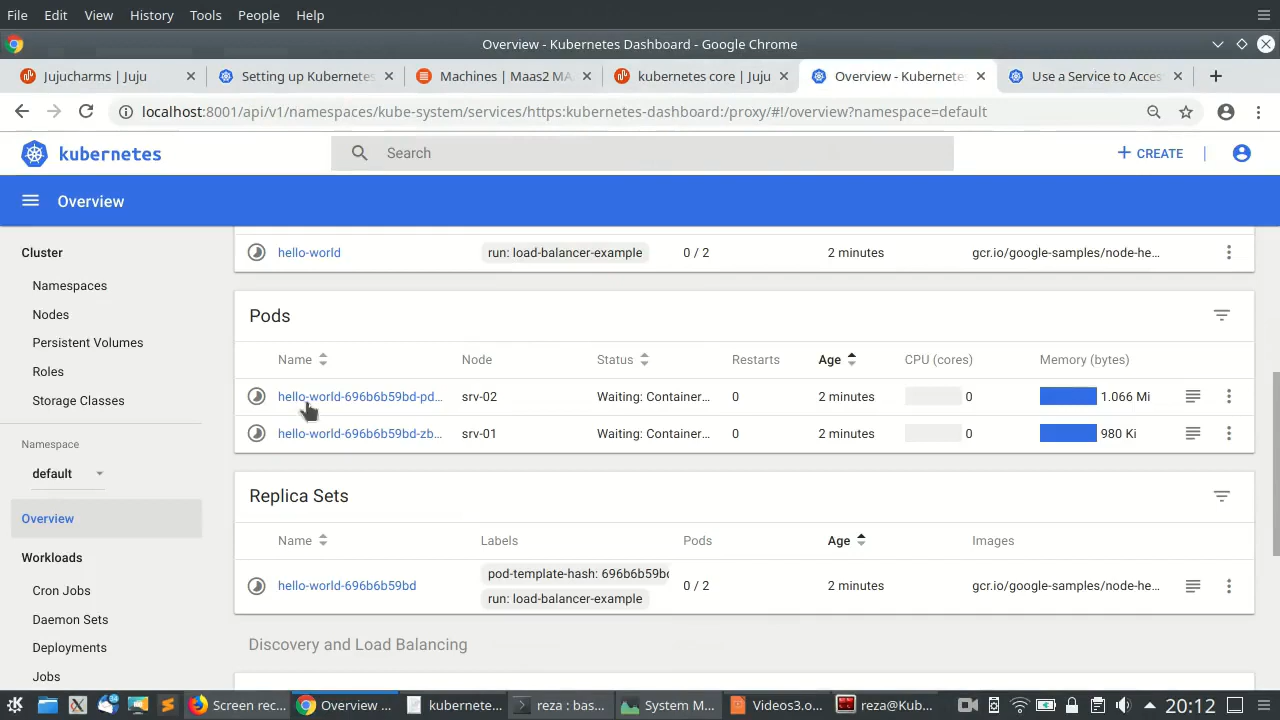 File Edit View History Tools People Help
Overview - Kubernetes Dashboard - Google Chrome
Jujucharms | Juju
Setting up Kubernetes
Machines | Maas2 MA
kubernetes core | Juju
Overview - Kubernete
Use a Service to Acces
localhost:8001/api/v1/namespaces/kube-system/services/https:kubernetes-dashboard:/proxy/#!/overview?namespace=default
kubernetes
Search
+ CREATE
Overview
Cluster
Namespaces
Nodes
Persistent Volumes
Roles
Storage Classes
Namespace
default
Overview
Workloads
Cron Jobs
Daemon Sets
Deployments
Jobs
hello-world run: load-balancer-example 0 / 2 2 minutes gcr.io/google-samples/node-he...
Pods
Name Node Status Restarts Age CPU (cores) Memory (bytes)
hello-world-696b6b59bd-pd... srv-02 Waiting: Container... 0 2 minutes 0 1.066 Mi
hello-world-696b6b59bd-zb... srv-01 Waiting: Container... 0 2 minutes 0 980 Ki
Replica Sets
Name Labels Pods Age Images
pod-template-hash: 696b6b59bd
hello-world-696b6b59bd 0 / 2 2 minutes gcr.io/google-samples/node-he...
run: load-balancer-example
Discovery and Load Balancing
Screen rec...
Overview ...
kubernete...
reza : bas...
System M...
Videos3.o...
reza@Kub...
20:12